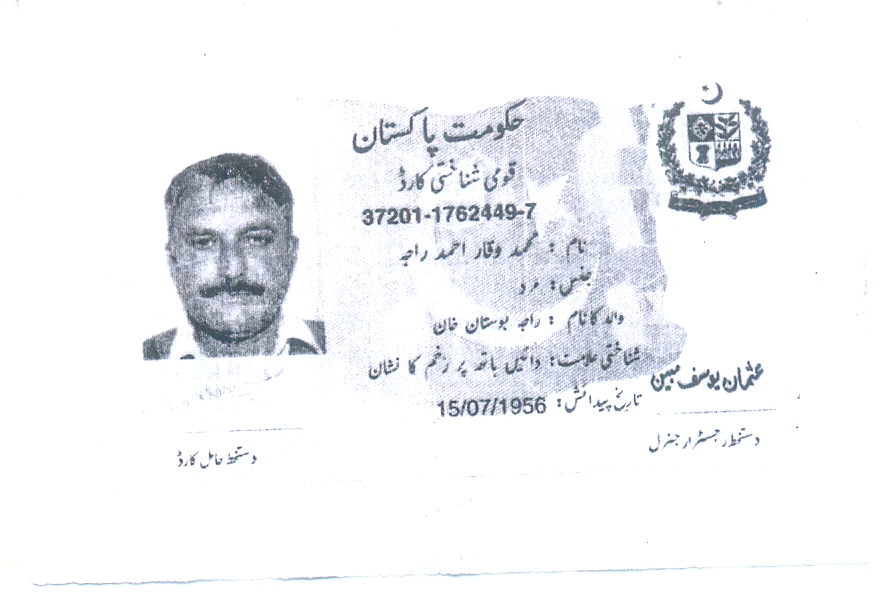 حکومت پاکستان
قومی شناختی کارڈ
37201-1762449-7
نام : محمد وقار احمد راجہ
جنس: مرد
والد کا نام : راجہ بوستان خان
شناختی علامت: دائیں ہاتھ پر زخم کا نشان
تاریخ پیدائش: 15/07/1956
عثمان یوسف مبین
دستخط رجسٹرار جنرل
دستخط حامل کارڈ